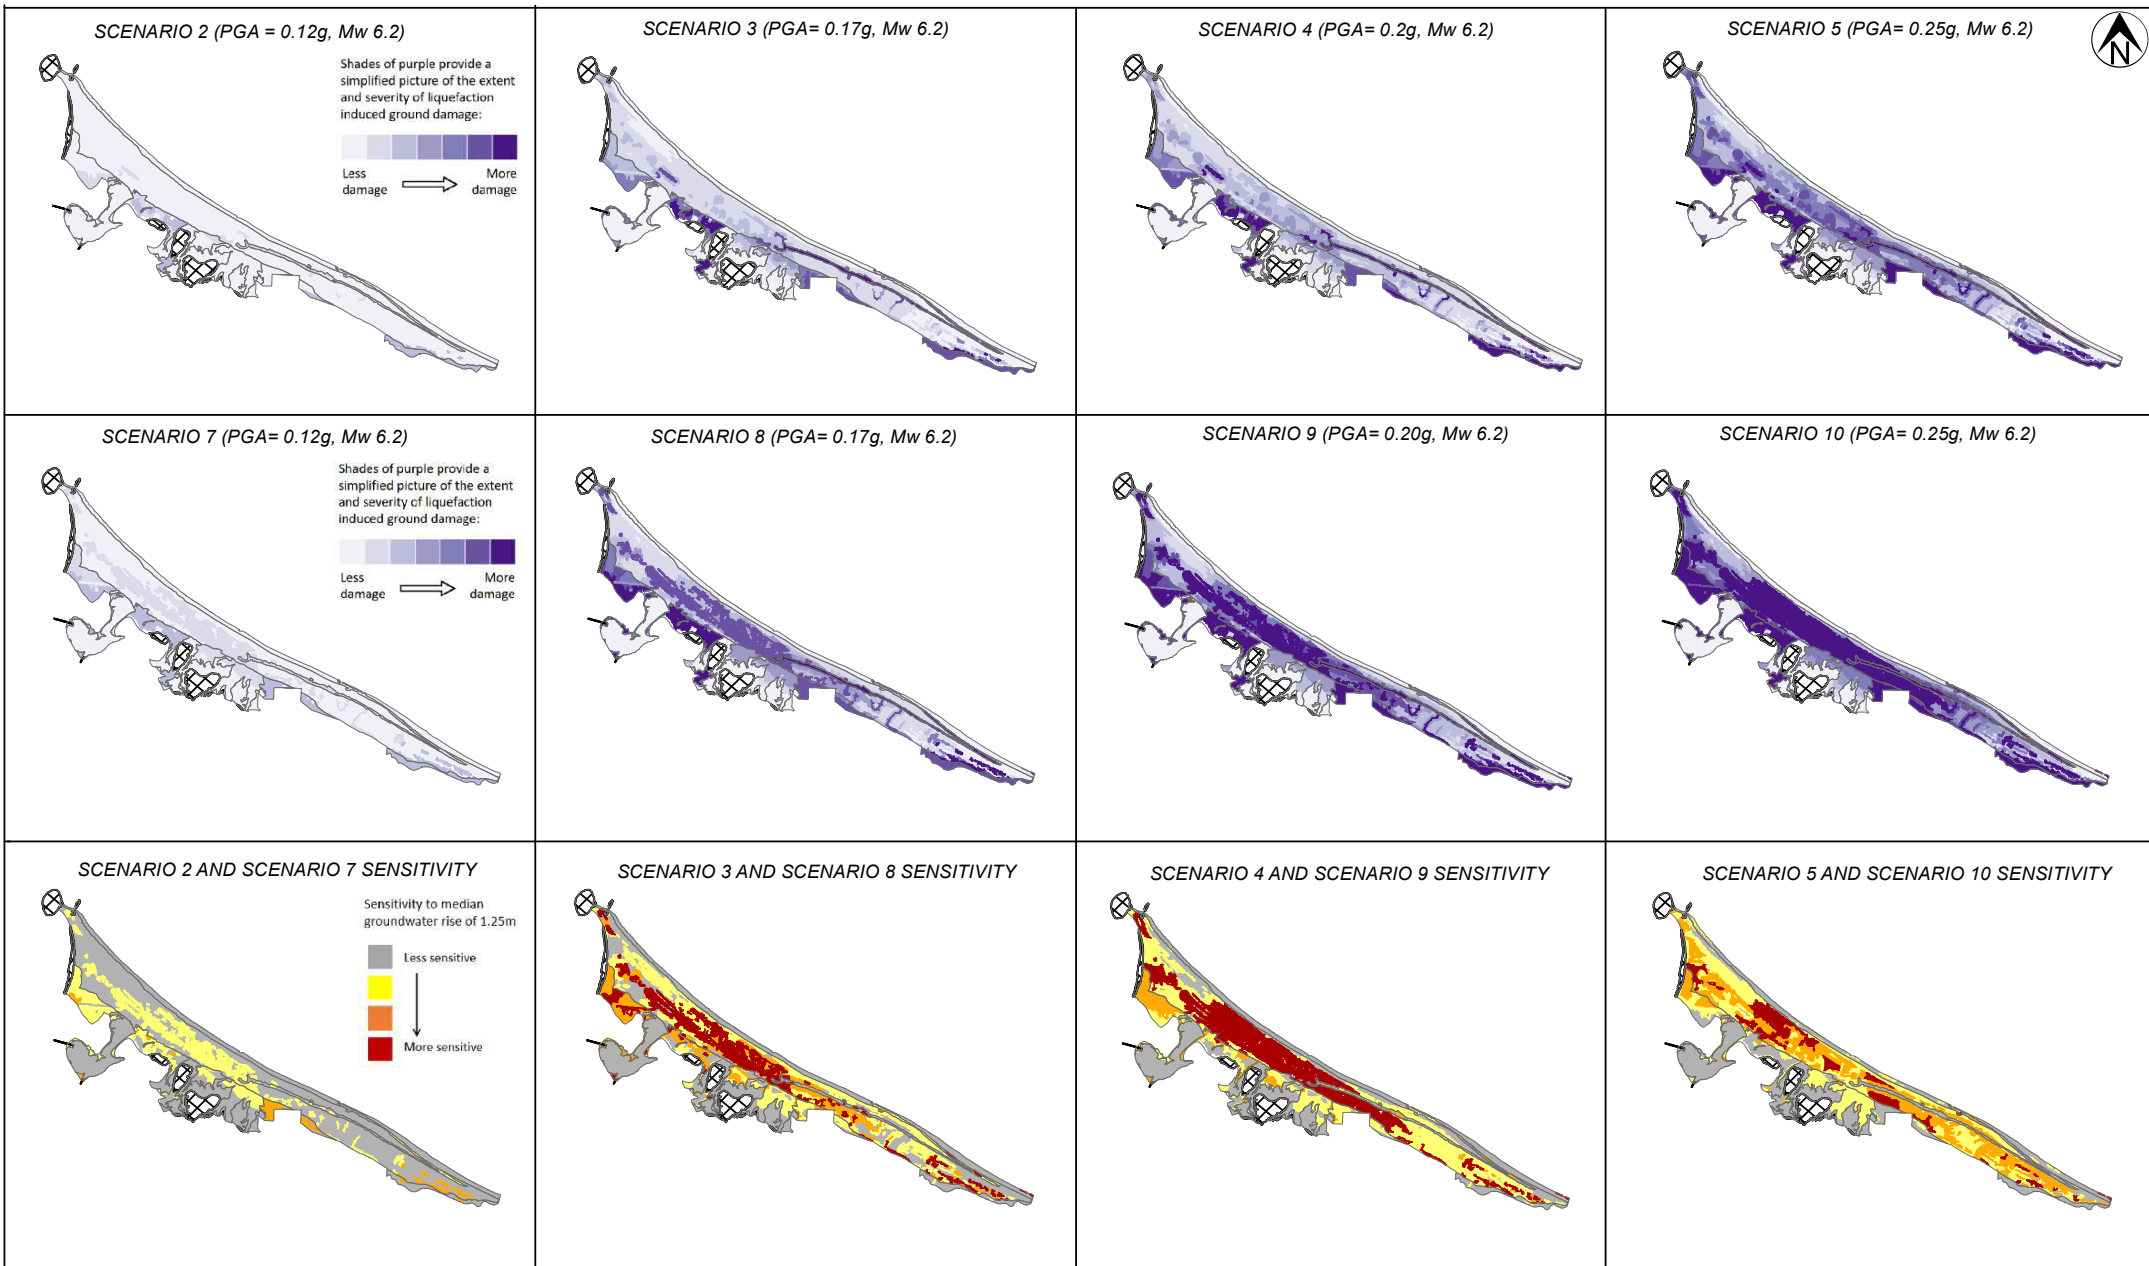 SCENARIO 2 (PGA = 0.12g, Mw 6.2)
Shades of purple provide a
simplified picture of the extent
and severity of liquefaction
induced ground damage:
Less
damage
More
damage
SCENARIO 3 (PGA= 0.17g, Mw 6.2)
SCENARIO 4 (PGA= 0.2g, Mw 6.2)
SCENARIO 5 (PGA= 0.25g, Mw 6.2)
N
SCENARIO 7 (PGA= 0.12g, Mw 6.2)
Shades of purple provide a
simplified picture of the extent
and severity of liquefaction
induced ground damage:
Less
damage
More
damage
SCENARIO 8 (PGA= 0.17g, Mw 6.2)
SCENARIO 9 (PGA= 0.20g, Mw 6.2)
SCENARIO 10 (PGA= 0.25g, Mw 6.2)
SCENARIO 2 AND SCENARIO 7 SENSITIVITY
Sensitivity to median
groundwater rise of 1.25m
Less sensitive
More sensitive
SCENARIO 3 AND SCENARIO 8 SENSITIVITY
SCENARIO 4 AND SCENARIO 9 SENSITIVITY
SCENARIO 5 AND SCENARIO 10 SENSITIVITY